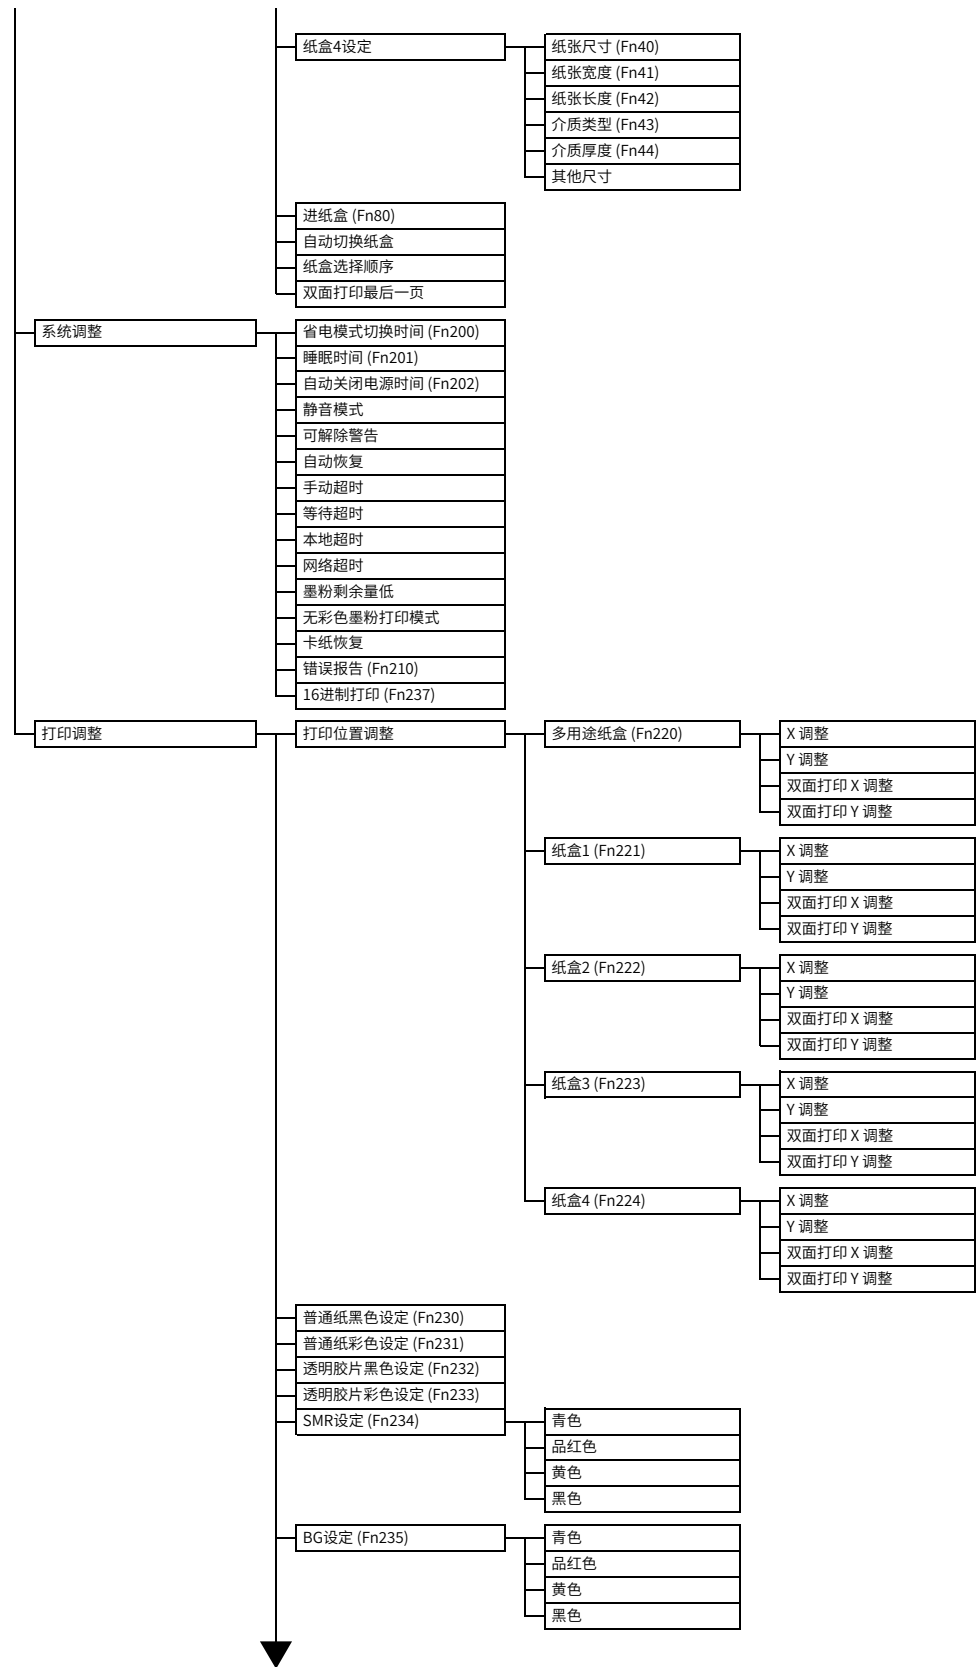 纸盒4设定
纸张尺寸 (Fn40)
纸张宽度 (Fn41)
纸张长度 (Fn42)
介质类型 (Fn43)
介质厚度 (Fn44)
其他尺寸
进纸盒 (Fn80)
自动切换纸盒
纸盒选择顺序
双面打印最后一页
系统调整
省电模式切换时间 (Fn200)
睡眠时间 (Fn201)
自动关闭电源时间 (Fn202)
静音模式
可解除警告
自动恢复
手动超时
等待超时
本地超时
网络超时
墨粉剩余量低
无彩色墨粉打印模式
卡纸恢复
错误报告 (Fn210)
16进制打印 (Fn237)
打印调整
打印位置调整
多用途纸盒 (Fn220)
X 调整
Y 调整
双面打印 X 调整
双面打印 Y 调整
纸盒1 (Fn221)
X 调整
Y 调整
双面打印 X 调整
双面打印 Y 调整
纸盒2 (Fn222)
X 调整
Y 调整
双面打印 X 调整
双面打印 Y 调整
纸盒3 (Fn223)
X 调整
Y 调整
双面打印 X 调整
双面打印 Y 调整
纸盒4 (Fn224)
X 调整
Y 调整
双面打印 X 调整
双面打印 Y 调整
普通纸黑色设定 (Fn230)
普通纸彩色设定 (Fn231)
透明胶片黑色设定 (Fn232)
透明胶片彩色设定 (Fn233)
SMR设定 (Fn234)
青色
品红色
黄色
黑色
BG设定 (Fn235)
青色
品红色
黄色
黑色